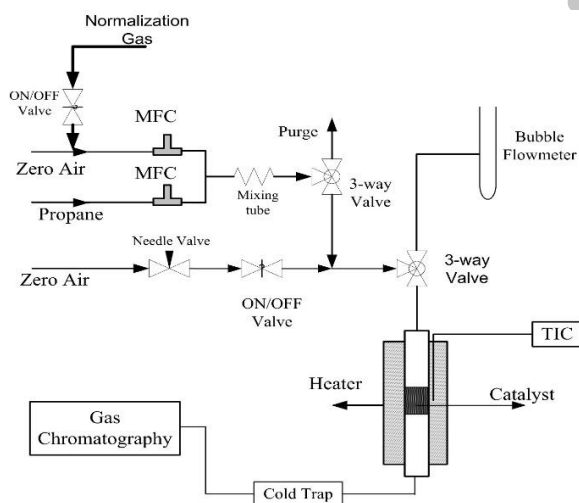 Normalization
Gas
ON/OFF
Valve
MFC
Zero Air
MFC
Propane
Purge
Mixing
tube
3-way
Valve
Bubble
Flowmeter
Needle Valve
Zero Air
ON/OFF
Valve
3-way
Valve
TIC
Heater
Catalyst
Gas
Chromatography
Cold Trap